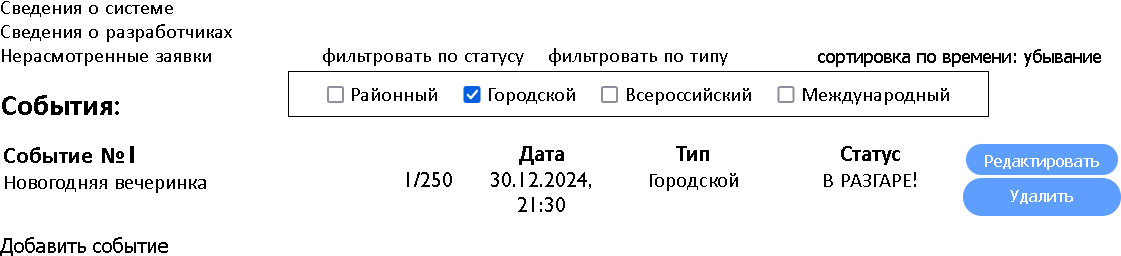 Сведения о системе
Сведения о разработчиках
Нерасмотренные заявки фильтровать по статусу фильтровать по типу сортировка по времени: убывание
Районный Городской Всероссийский Международный
События:
Событие №1 Дата Тип Статус Редактировать
Новогодняя вечеринка 1/250 30.12.2024, Городской В РАЗГАРЕ!
21:30 Удалить
Добавить событие